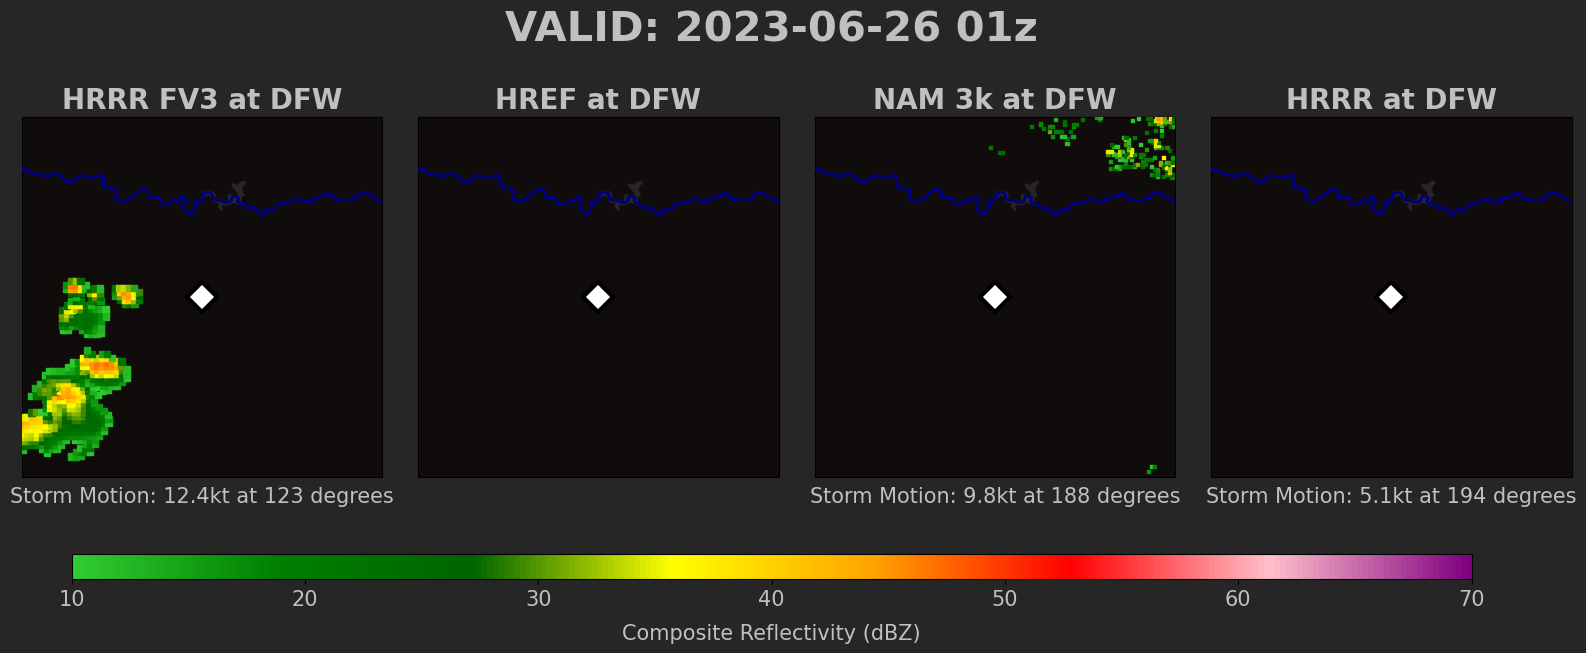 VALID: 2023-06-26 01z
HRRR FV3 at DFW
HREF at DFW
NAM 3k at DFW
HRRR at DFW
Storm Motion: 12.4kt at 123 degrees
Storm Motion: 9.8kt at 188 degrees
Storm Motion: 5.1kt at 194 degrees
10 20 30 40 50 60 70
Composite Reflectivity (dBZ)